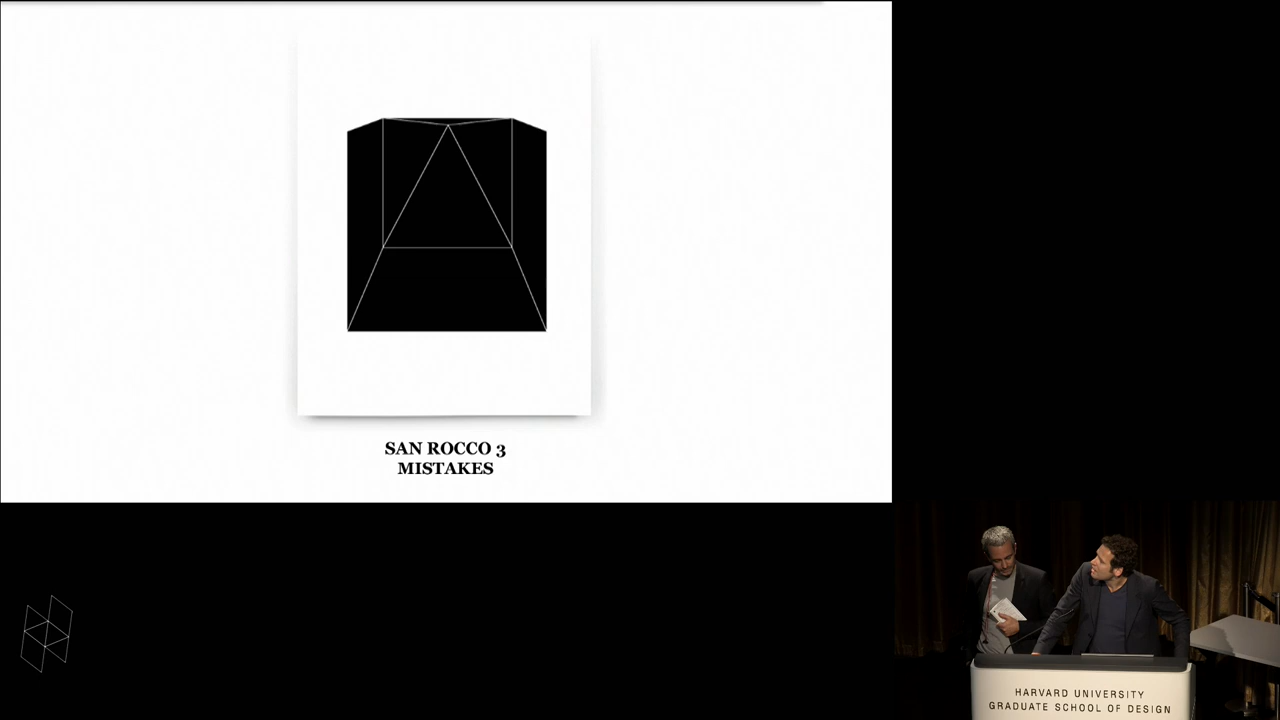 SAN ROCCO 3
MISTAKES
HARVARD UNIVERSITY
GRADUATE SCHOOL OF DESIGN